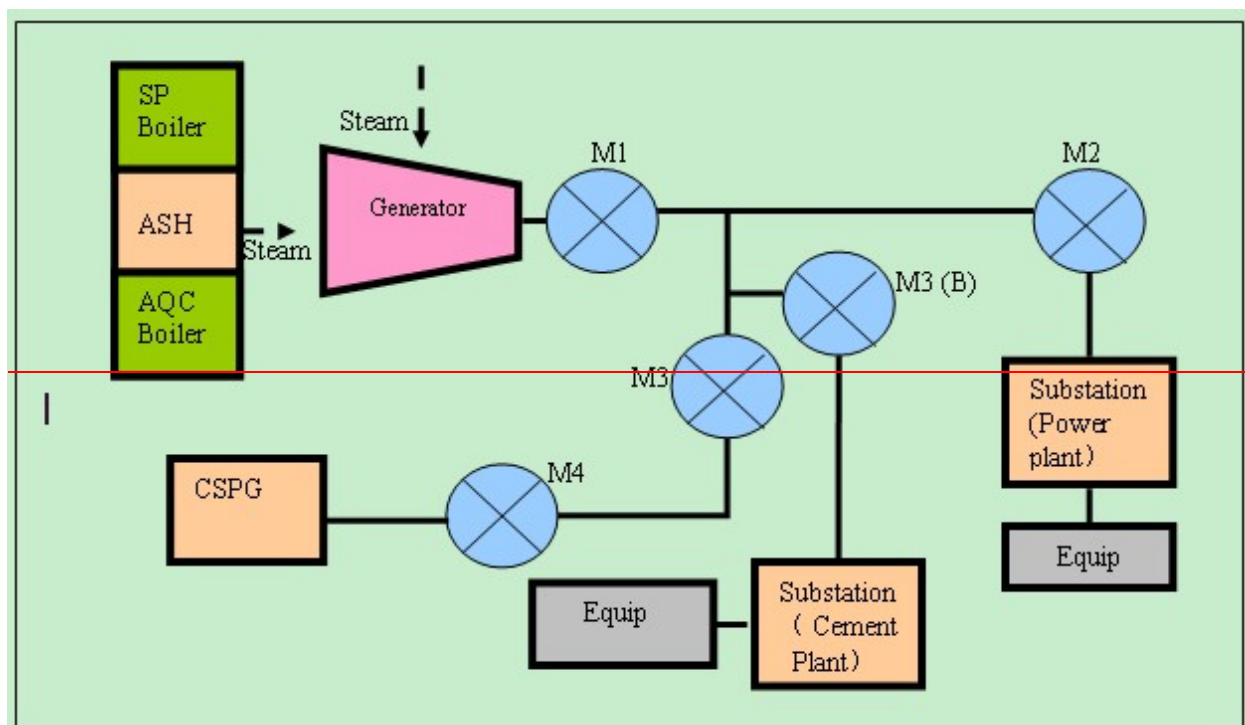 SP
Boiler
ASH
AQC
Boiler
Steam
Steam
Generator
M1
M2
M3 (B)
M3
M4
CSPG
Substation
(Power
plant）
Equip
Equip
Substation
（ Cement
Plant）